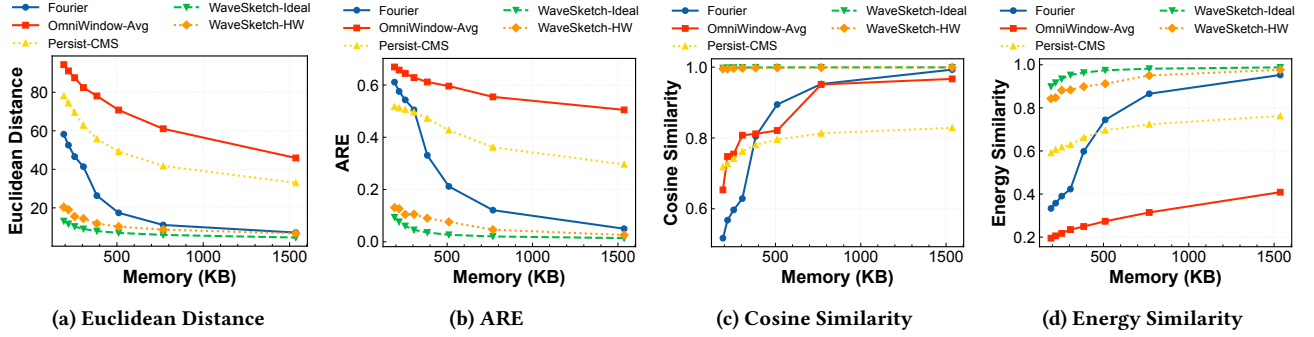 Fourier
OmniWindow-Avg
Persist-CMS
WaveSketch-Ideal
WaveSketch-HW
Euclidean Distance
80
60
40
20
500
1000
1500
Memory (KB)
(a) Euclidean Distance
Fourier
OmniWindow-Avg
Persist-CMS
WaveSketch-Ideal
WaveSketch-HW
ARE
0.6
0.4
0.2
0.0
500
1000
1500
Memory (KB)
(b) ARE
Fourier
OmniWindow-Avg
Persist-CMS
WaveSketch-Ideal
WaveSketch-HW
Cosine Similarity
1.0
0.8
0.6
500
1000
1500
Memory (KB)
(c) Cosine Similarity
Fourier
OmniWindow-Avg
Persist-CMS
WaveSketch-Ideal
WaveSketch-HW
Energy Similarity
1.0
0.8
0.6
0.4
0.2
500
1000
1500
Memory (KB)
(d) Energy Similarity